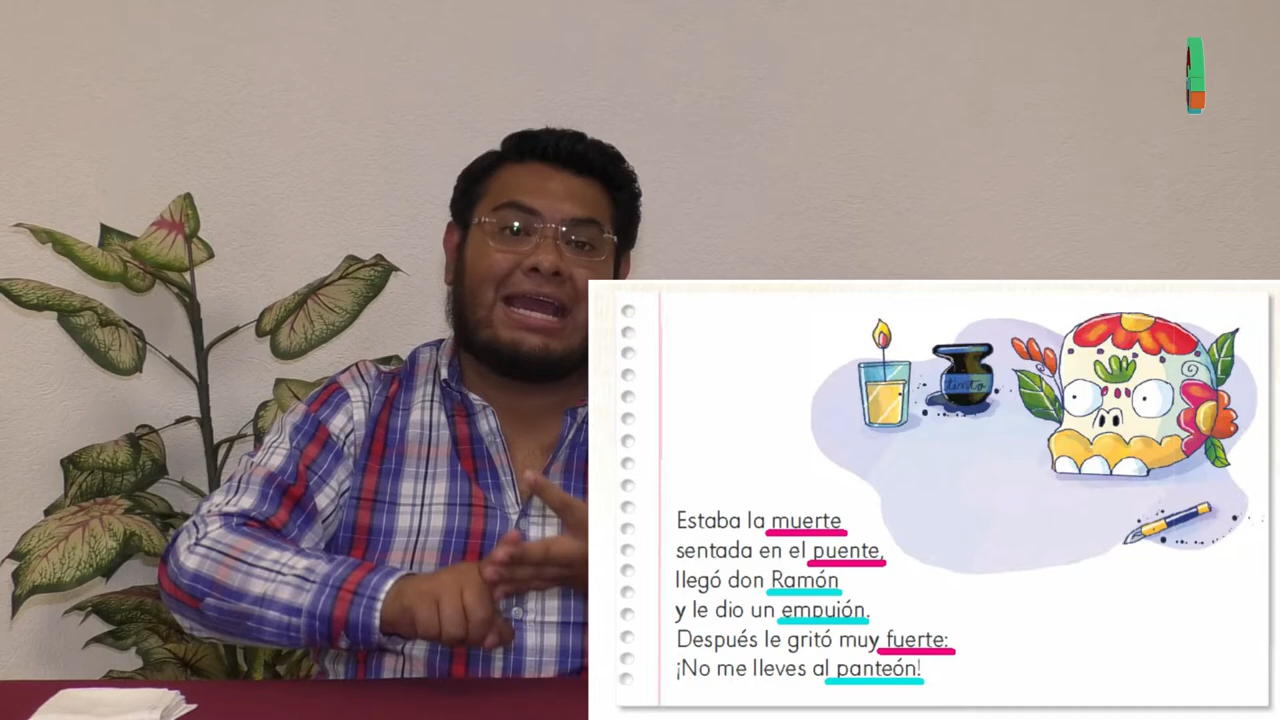 tinta
Estaba la muerte
sentada en el puente,
llegó don Ramón
y le dio un empujón.
Después le gritó muy fuerte:
¡No me lleves al panteón!